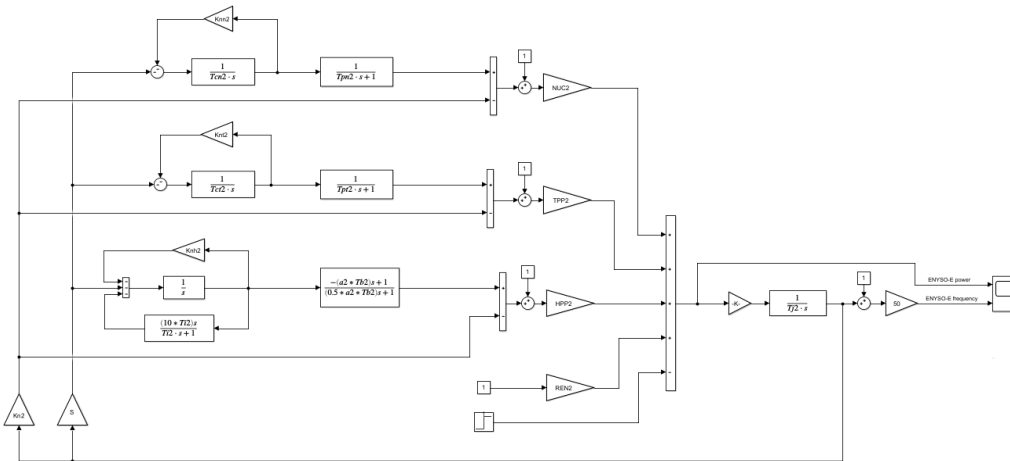 Knn2
1
1
Tcn2 · s
1
Tpn2 · s + 1
NUC2
Knt2
1
1
Tct2 · s
1
Tpt2 · s + 1
TPP2
Knh2
1
1
s
−(a2 * Tb2)s + 1
(0.5 * a2 * Tb2)s + 1
HPP2
(10 * Ti2)s
Ti2 · s + 1
-K-
1
Tj2 · s
1
50
ENYSO-E power
ENYSO-E frequency
1
REN2
Kn2
S